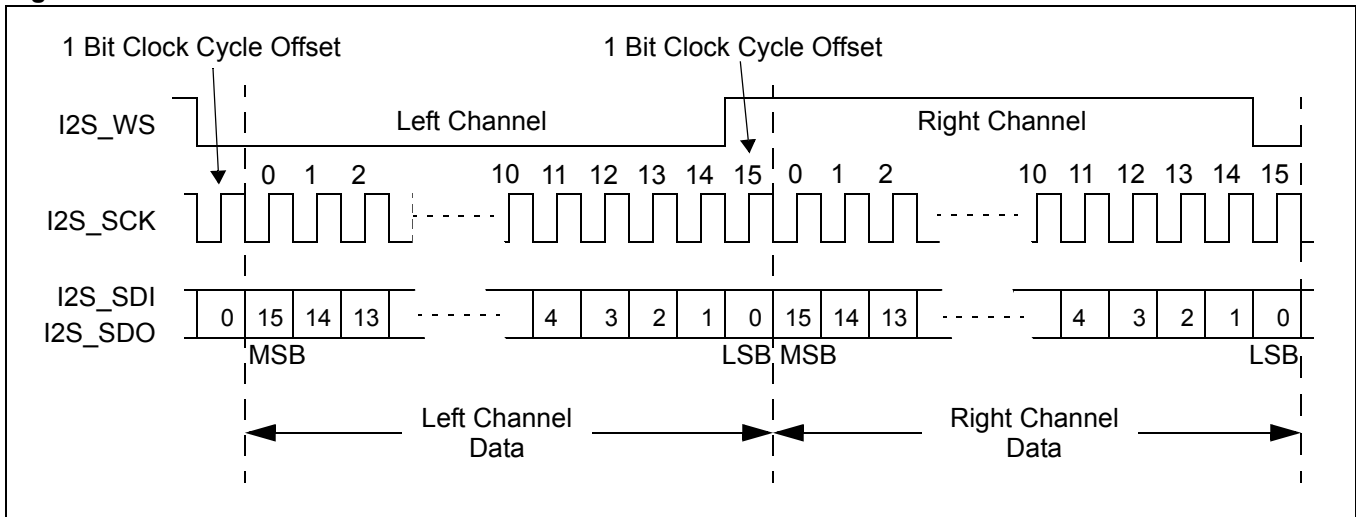 1 Bit Clock Cycle Offset 1 Bit Clock Cycle Offset
I2S_WS Left Channel Right Channel
0 1 2 10 11 12 13 14 15 0 1 2 10 11 12 13 14 15
I2S_SCK
I2S_SDI
0 15 14 13 4 3 2 1 0 15 14 13 4 3 2 1 0
I2S_SDO
MSB LSB MSB LSB
Left Channel Right Channel
Data Data